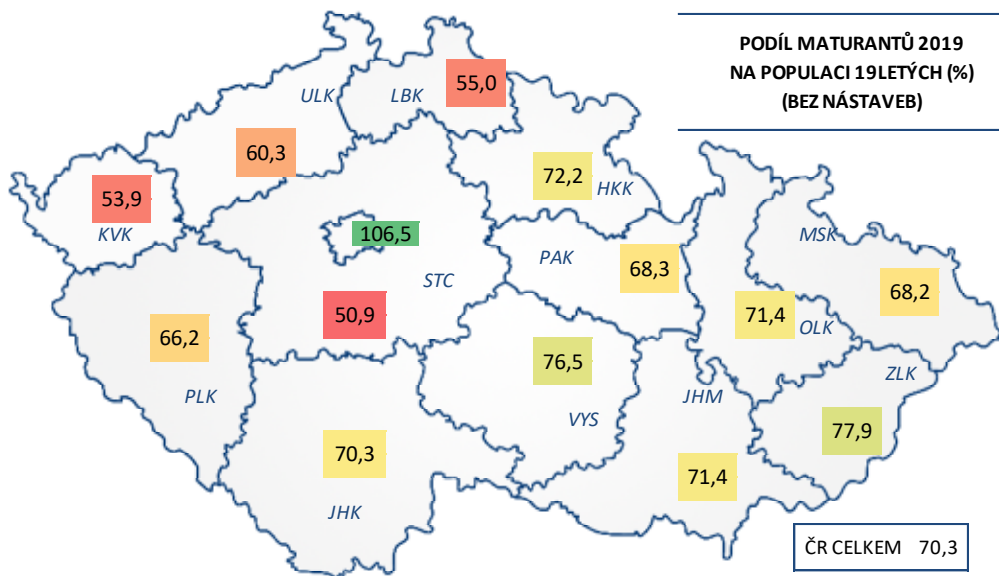 PODÍL MATURANTŮ 2019
NA POPULACI 19LETÝCH (%)
(BEZ NÁSTAVEB)
ULK
LBK
55,0
60,3
72,2
HKK
53,9
KVK
106,5
STC
PAK
68,3
MSK
68,2
50,9
71,4
OLK
66,2
PLK
76,5
VYS
JHM
ZLK
77,9
70,3
JHK
71,4
ČR CELKEM 70,3